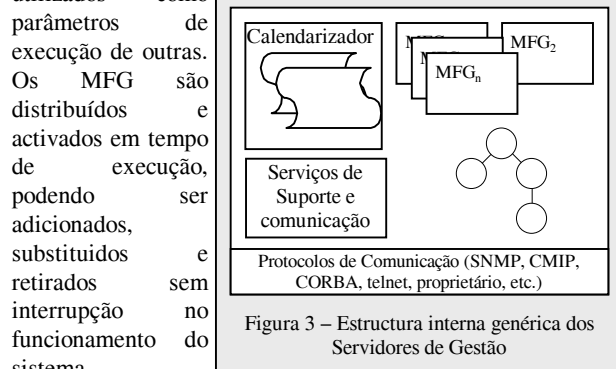 parâmetros de
execução de outras.
Os MFG são
distribuídos e
activados em tempo
de execução,
podendo ser
adicionados,
substituidos e
retirados sem
interrupção no
funcionamento do
Calendarizador
MFG₂
MFGₙ
Serviços de
Suporte e
comunicação
Protocolos de Comunicação (SNMP, CMIP,
CORBA, telnet, proprietário, etc.)
Figura 3 – Estructura interna genérica dos
Servidores de Gestão